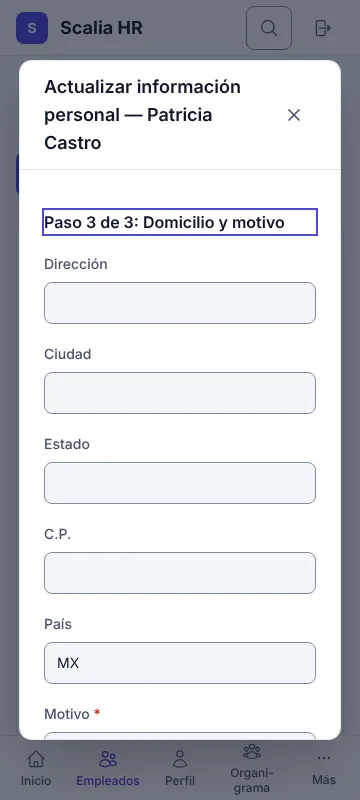 S
Scalia HR
Actualizar información
personal — Patricia
Castro
Paso 3 de 3: Domicilio y motivo
Dirección
Ciudad
Estado
C.P.
País
MX
Motivo *
Inicio
Empleados
Perfil
Organi-
grama
Más